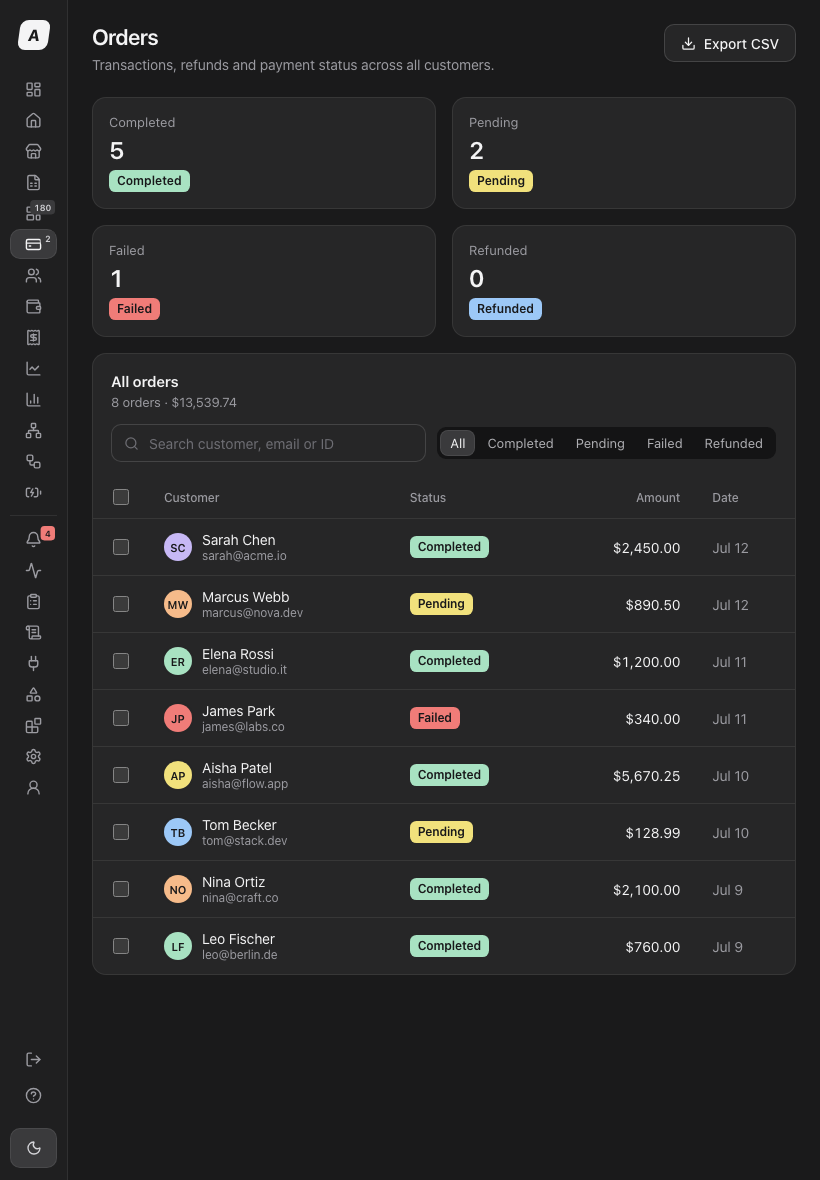 A
180
2
4
Orders
Transactions, refunds and payment status across all customers.
Export CSV
Completed
5
Completed
Pending
2
Pending
Failed
1
Failed
Refunded
0
Refunded
All orders
8 orders · $13,539.74
Search customer, email or ID
All Completed Pending Failed Refunded
Customer Status Amount Date
SC Sarah Chen Completed $2,450.00 Jul 12
sarah@acme.io
MW Marcus Webb Pending $890.50 Jul 12
marcus@nova.dev
ER Elena Rossi Completed $1,200.00 Jul 11
elena@studio.it
JP James Park Failed $340.00 Jul 11
james@labs.co
AP Aisha Patel Completed $5,670.25 Jul 10
aisha@flow.app
TB Tom Becker Pending $128.99 Jul 10
tom@stack.dev
NO Nina Ortiz Completed $2,100.00 Jul 9
nina@craft.co
LF Leo Fischer Completed $760.00 Jul 9
leo@berlin.de